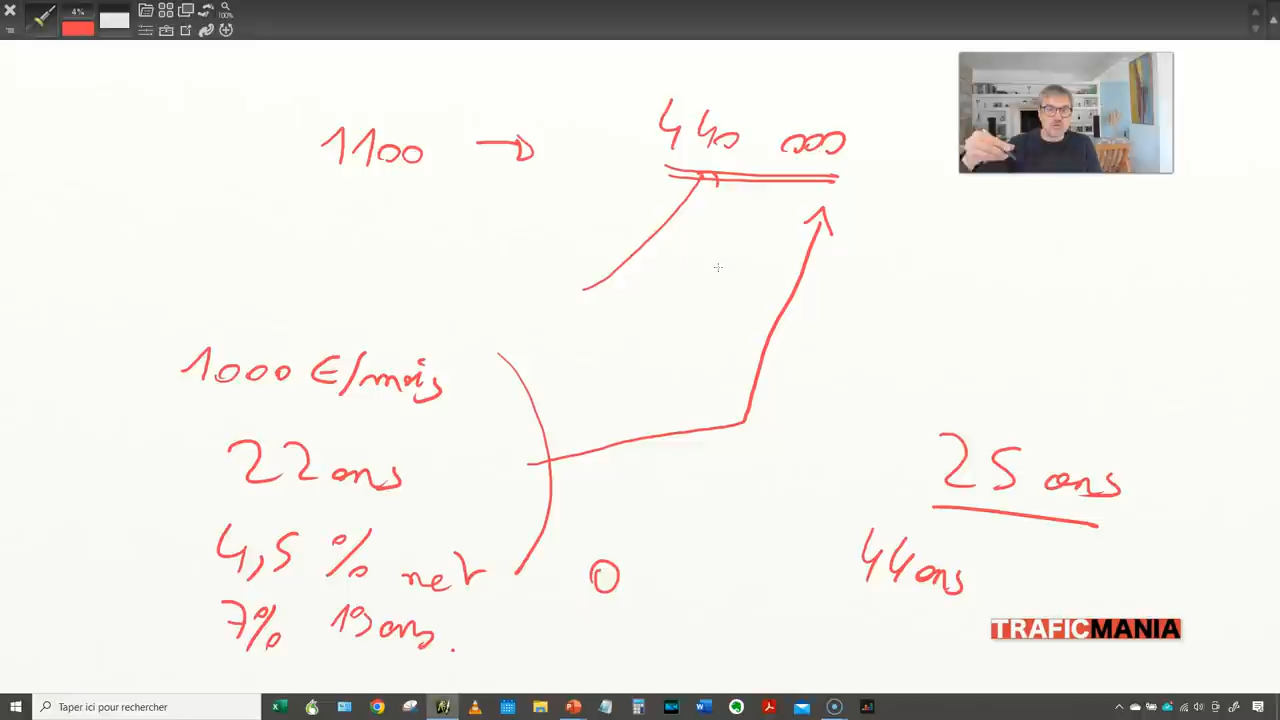 4%
100%
1100 → 440 000
1000 €/mois
22 ans
4,5 % net
7% 19 ans.
0
25 ans
44 ans
TRAFICMANIA
Taper ici pour rechercher